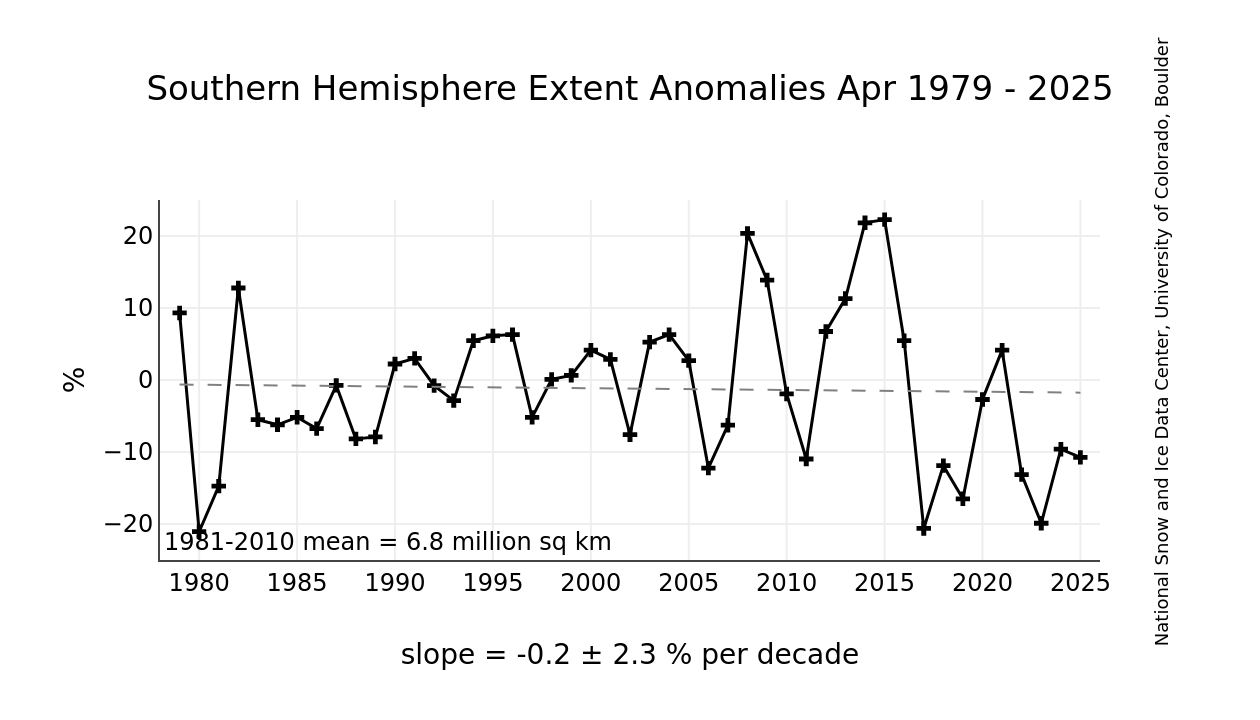 Southern Hemisphere Extent Anomalies Apr 1979 - 2025
National Snow and Ice Data Center, University of Colorado, Boulder
%
20
10
0
−10
−20
1981-2010 mean = 6.8 million sq km
1980 1985 1990 1995 2000 2005 2010 2015 2020 2025
slope = -0.2 ± 2.3 % per decade